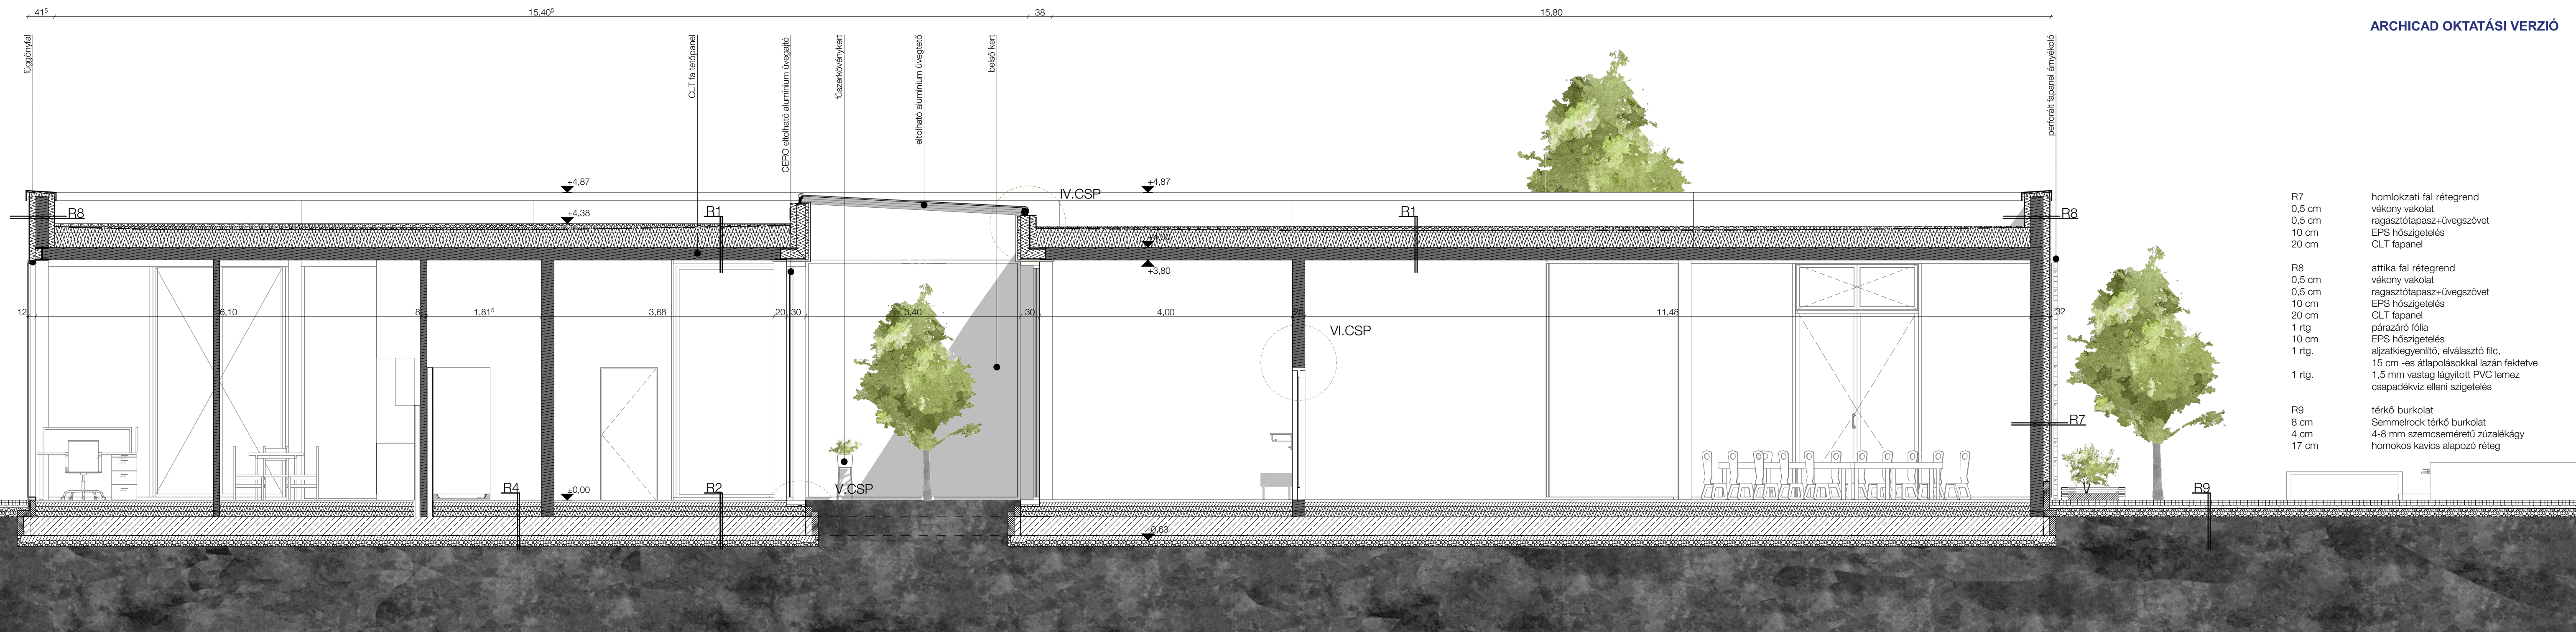 41⁵ 15,40⁵ 38 15,80
ARCHICAD OKTATÁSI VERZIÓ
függönyfal
CLT fa tetőpanel
CERO eltolható alumínium üvegajtó
fűszerkövénykert
eltolható alumínium üvegtető
belső kert
perforált fapanel árnyékoló
+4,87 IV.CSP +4,87
R8 +4,38 R1 R1 R8
+4,00
+3,80
12 6,10 8 1,81⁵ 3,68 20 30 3,40 30 4,00 20 11,48 32
VI.CSP
R7
R4 +0,00 R2 V.CSP R9
-0,63
R7 homlokzati fal rétegrend
0,5 cm vékony vakolat
0,5 cm ragasztótapasz+üvegszövet
10 cm EPS hőszigetelés
20 cm CLT fapanel
R8 attika fal rétegrend
0,5 cm vékony vakolat
0,5 cm ragasztótapasz+üvegszövet
10 cm EPS hőszigetelés
20 cm CLT fapanel
1 rtg párazáró fólia
10 cm EPS hőszigetelés
1 rtg. aljzatkiegyenlítő, elválasztó filc,
15 cm -es átlapolásokkal lazán fektetve
1 rtg. 1,5 mm vastag lágyított PVC lemez
csapadékvíz elleni szigetelés
R9 térkő burkolat
8 cm Semmelrock térkő burkolat
4 cm 4-8 mm szemcseméretű zúzalékágy
17 cm homokos kavics alapozó réteg